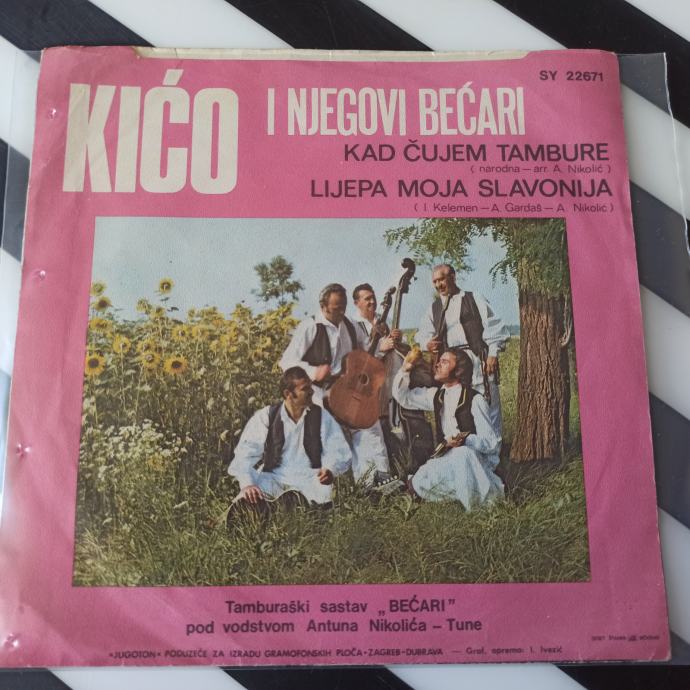 SY 22671
KIĆO I NJEGOVI BEĆARI
KAD ČUJEM TAMBURE
( narodna — arr. A. Nikolić )
LIJEPA MOJA SLAVONIJA
( I. Kelemen — A. Gardaš — A. Nikolić )
Tamburaški sastav „BEĆARI"
pod vodstvom Antuna Nikolića – Tune
»JUGOTON« PODUZEĆE ZA IZRADU GRAMOFONSKIH PLOČA - ZAGREB - DUBRAVA — Graf. oprema: I. Ivezić